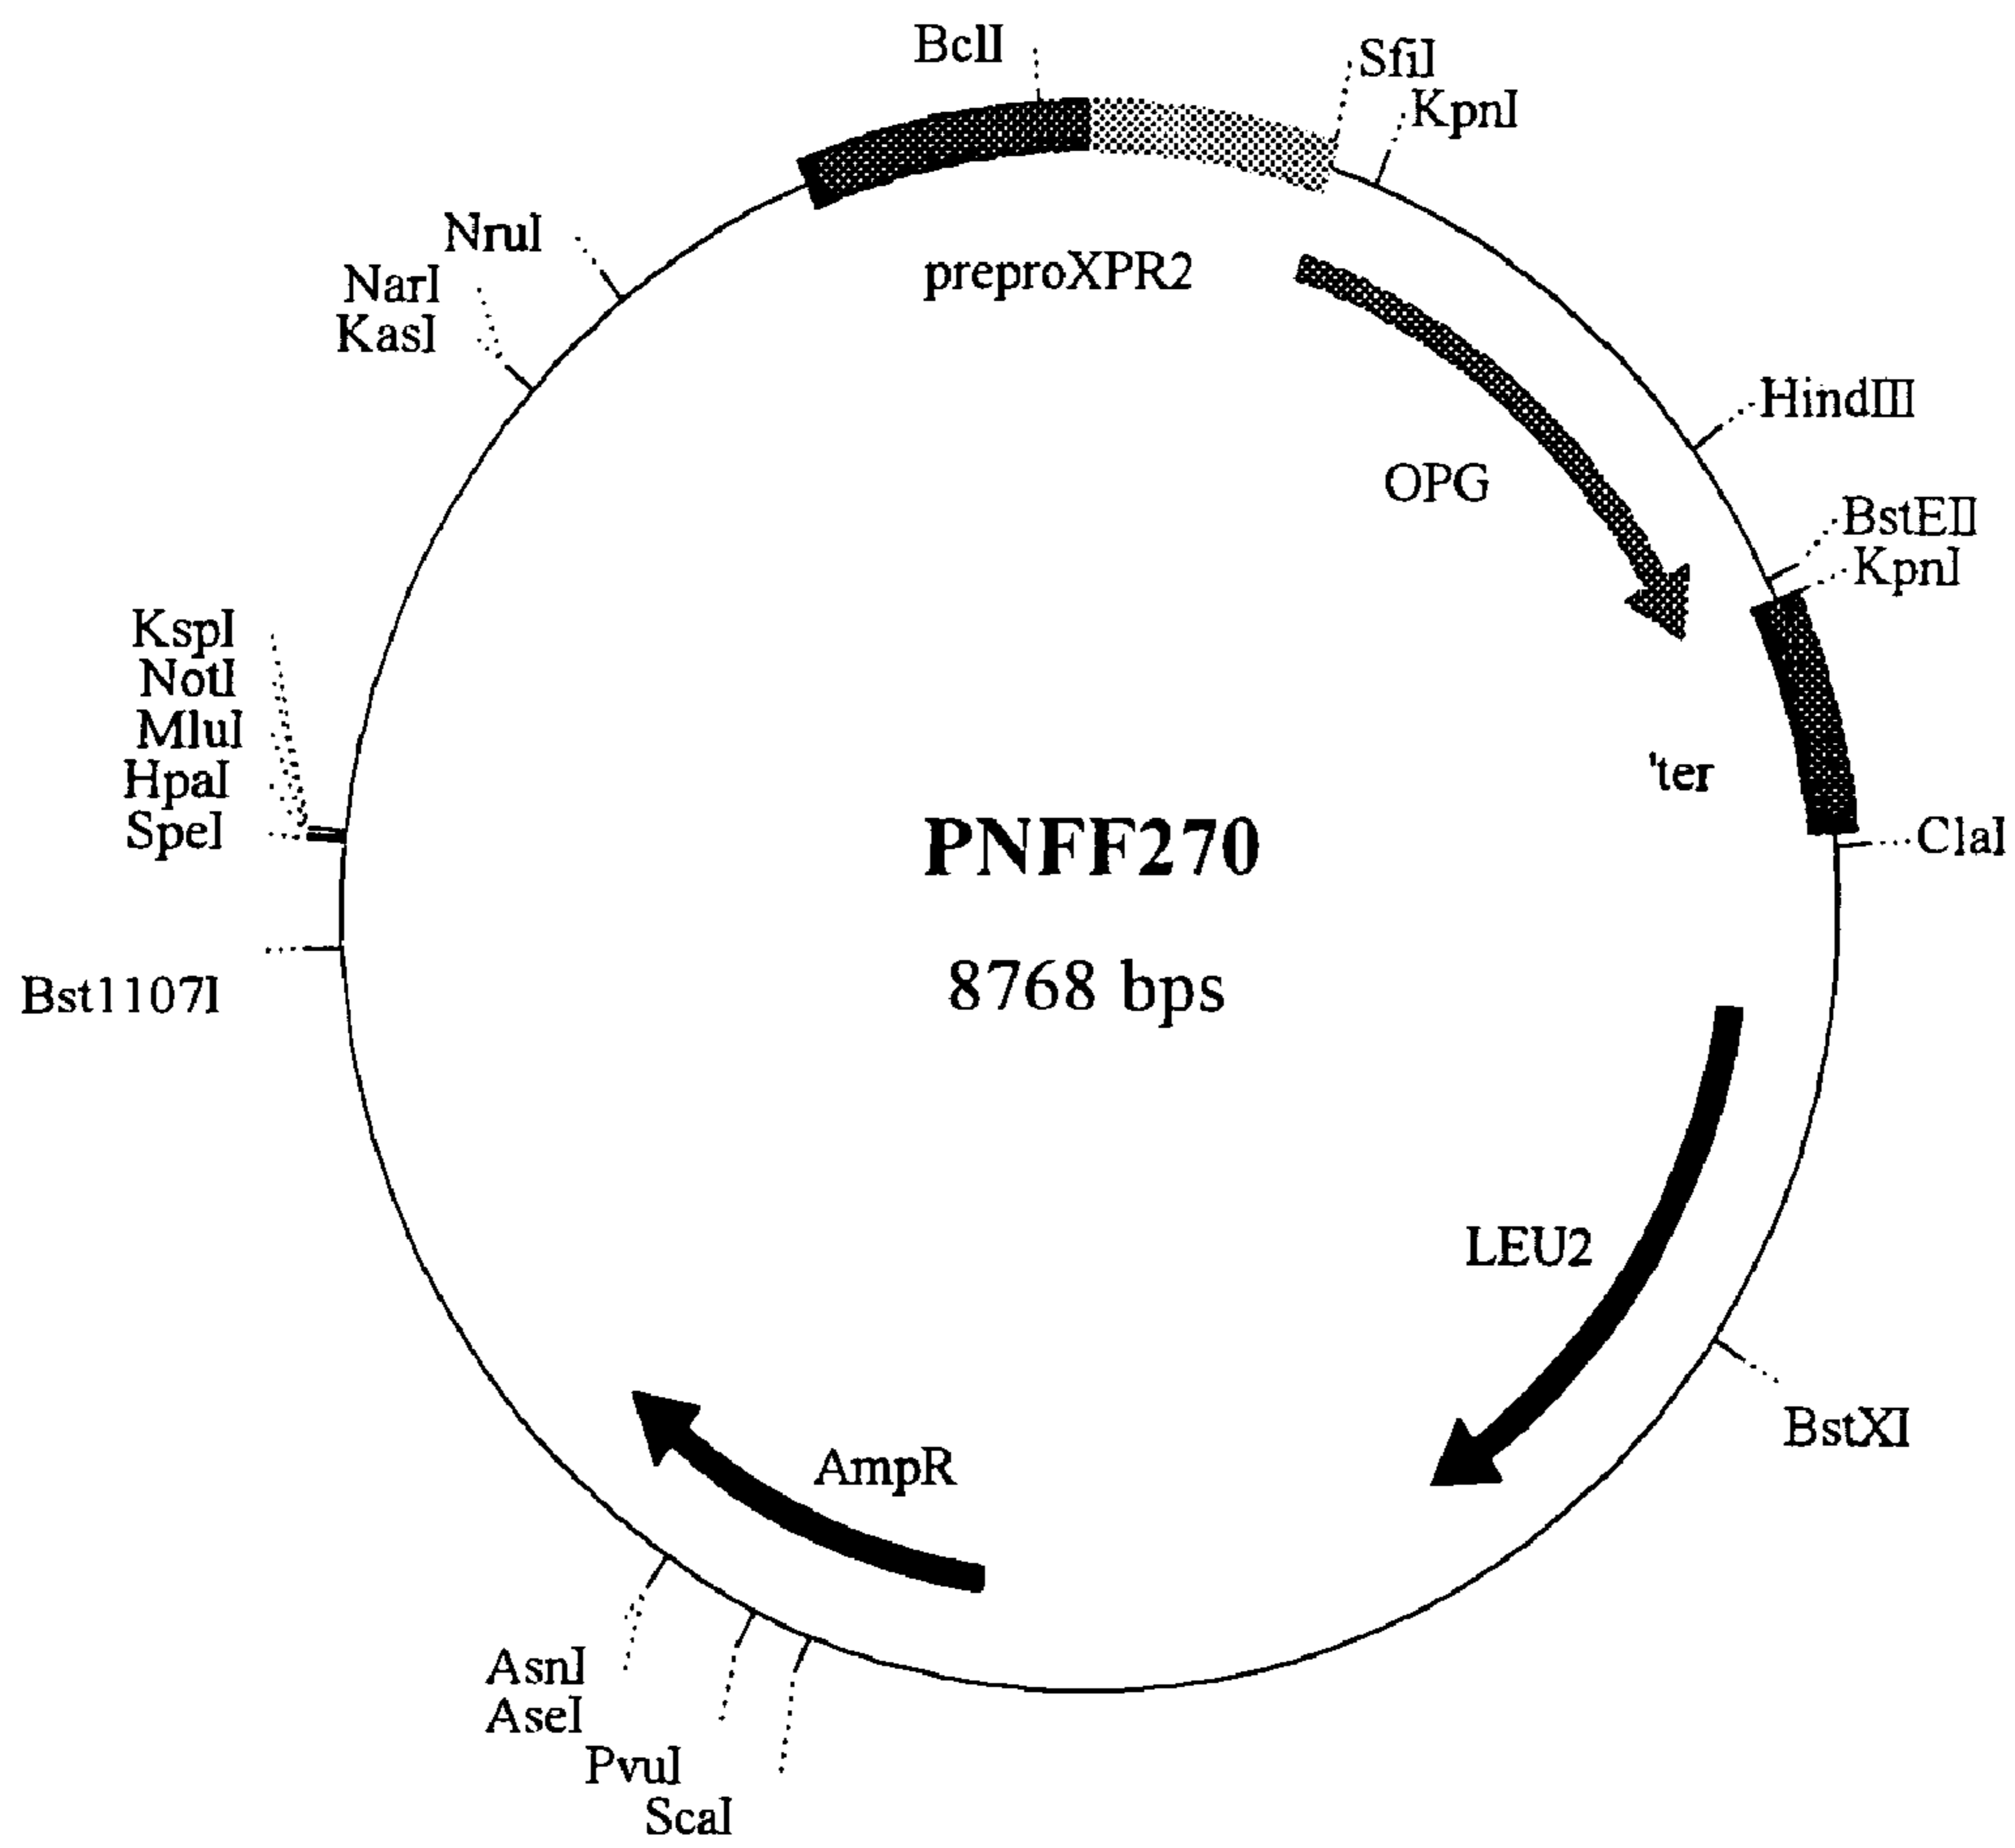 BclI
SfiI
KpnI
NruI
NarI
KasI
preproXPR2
HindIII
OPG
BstEII
KpnI
KspI
NotI
MluI
HpaI
SpeI
'ter
PNFF270
8768 bps
ClaI
Bst1107I
LEU2
BstXI
AmpR
AsnI
AseI
PvuI
ScaI